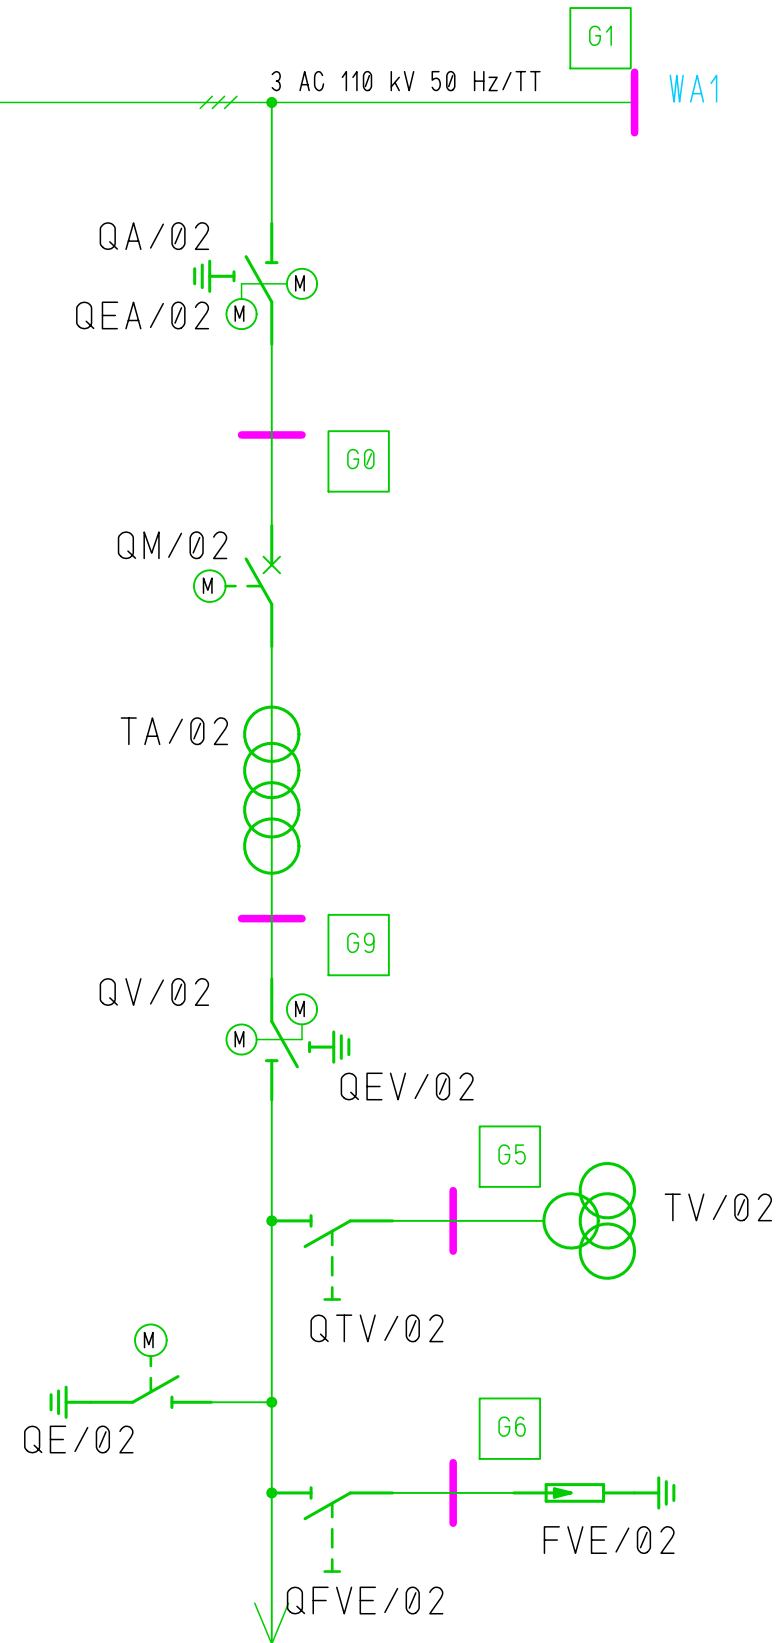 G1
3 AC 110 kV 50 Hz/TT
WA1
QA/02
M
QEA/02
M
G0
QM/02
M
TA/02
G9
QV/02
M
M
QEV/02
G5
TV/02
QTV/02
M
QE/02
G6
FVE/02
QFVE/02